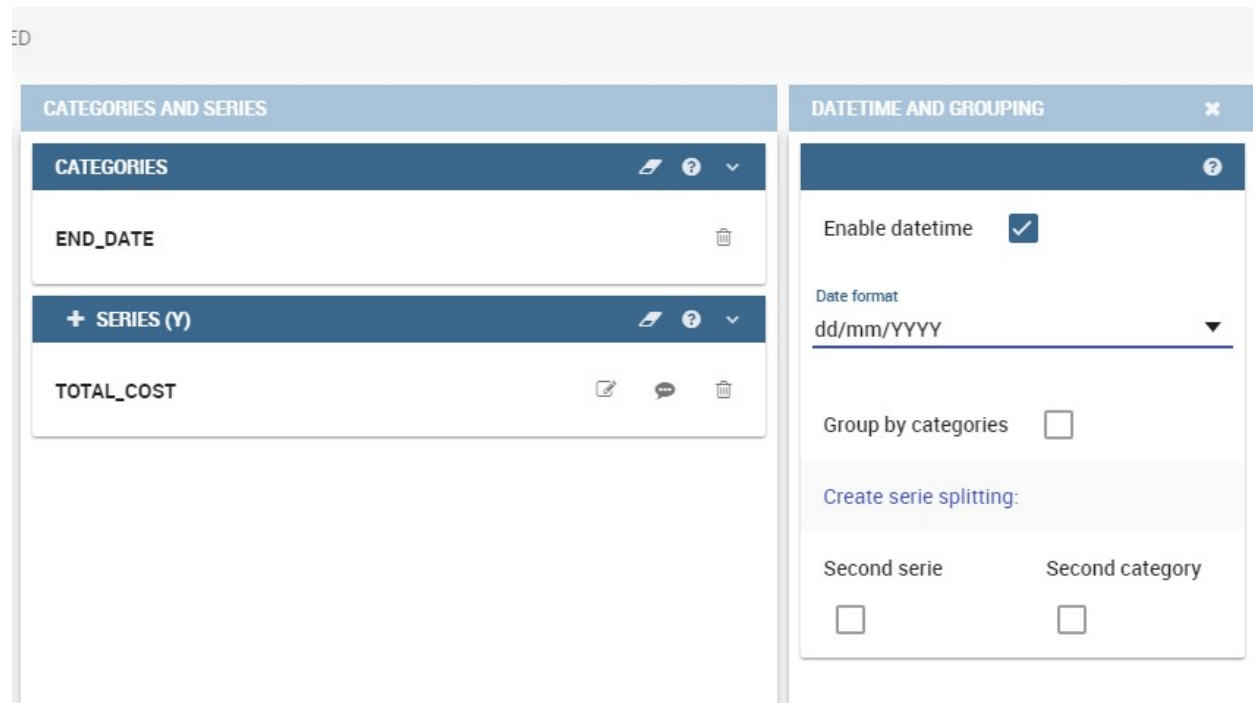 ED
CATEGORIES AND SERIES
CATEGORIES
END_DATE
SERIES (Y)
TOTAL_COST
DATETIME AND GROUPING
Enable datetime
Date format
dd/mm/YYYY
Group by categories
Create serie splitting:
Second serie Second category